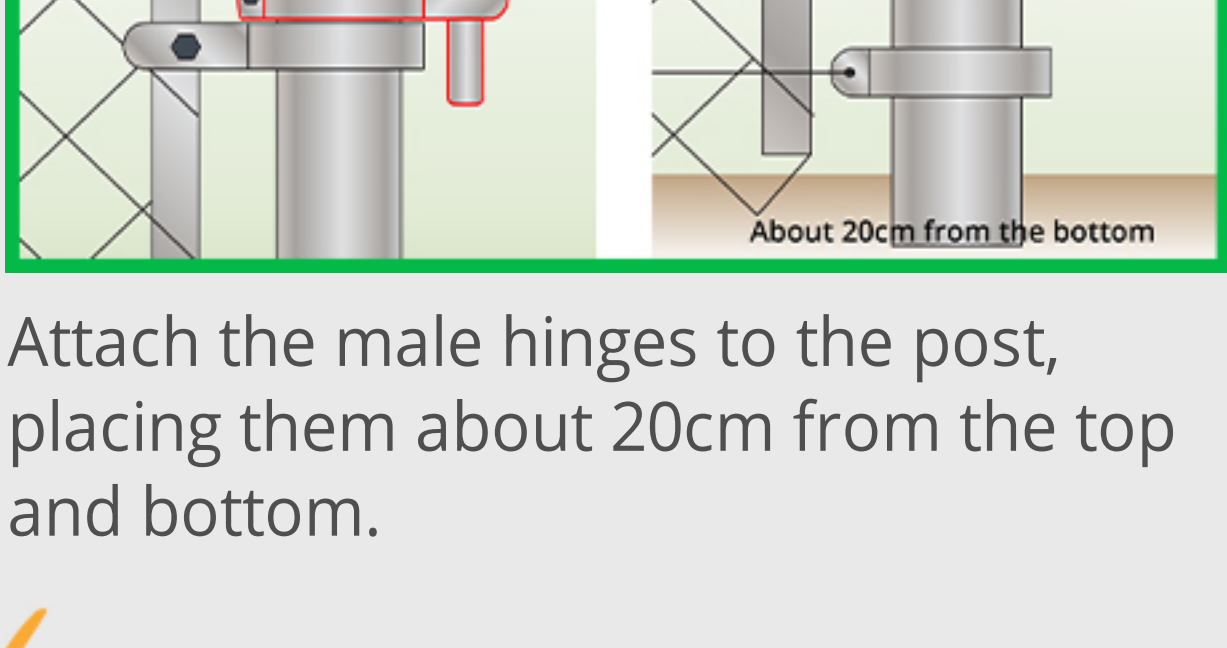 About 20cm from the bottom
Attach the male hinges to the post,
placing them about 20cm from the top
and bottom.